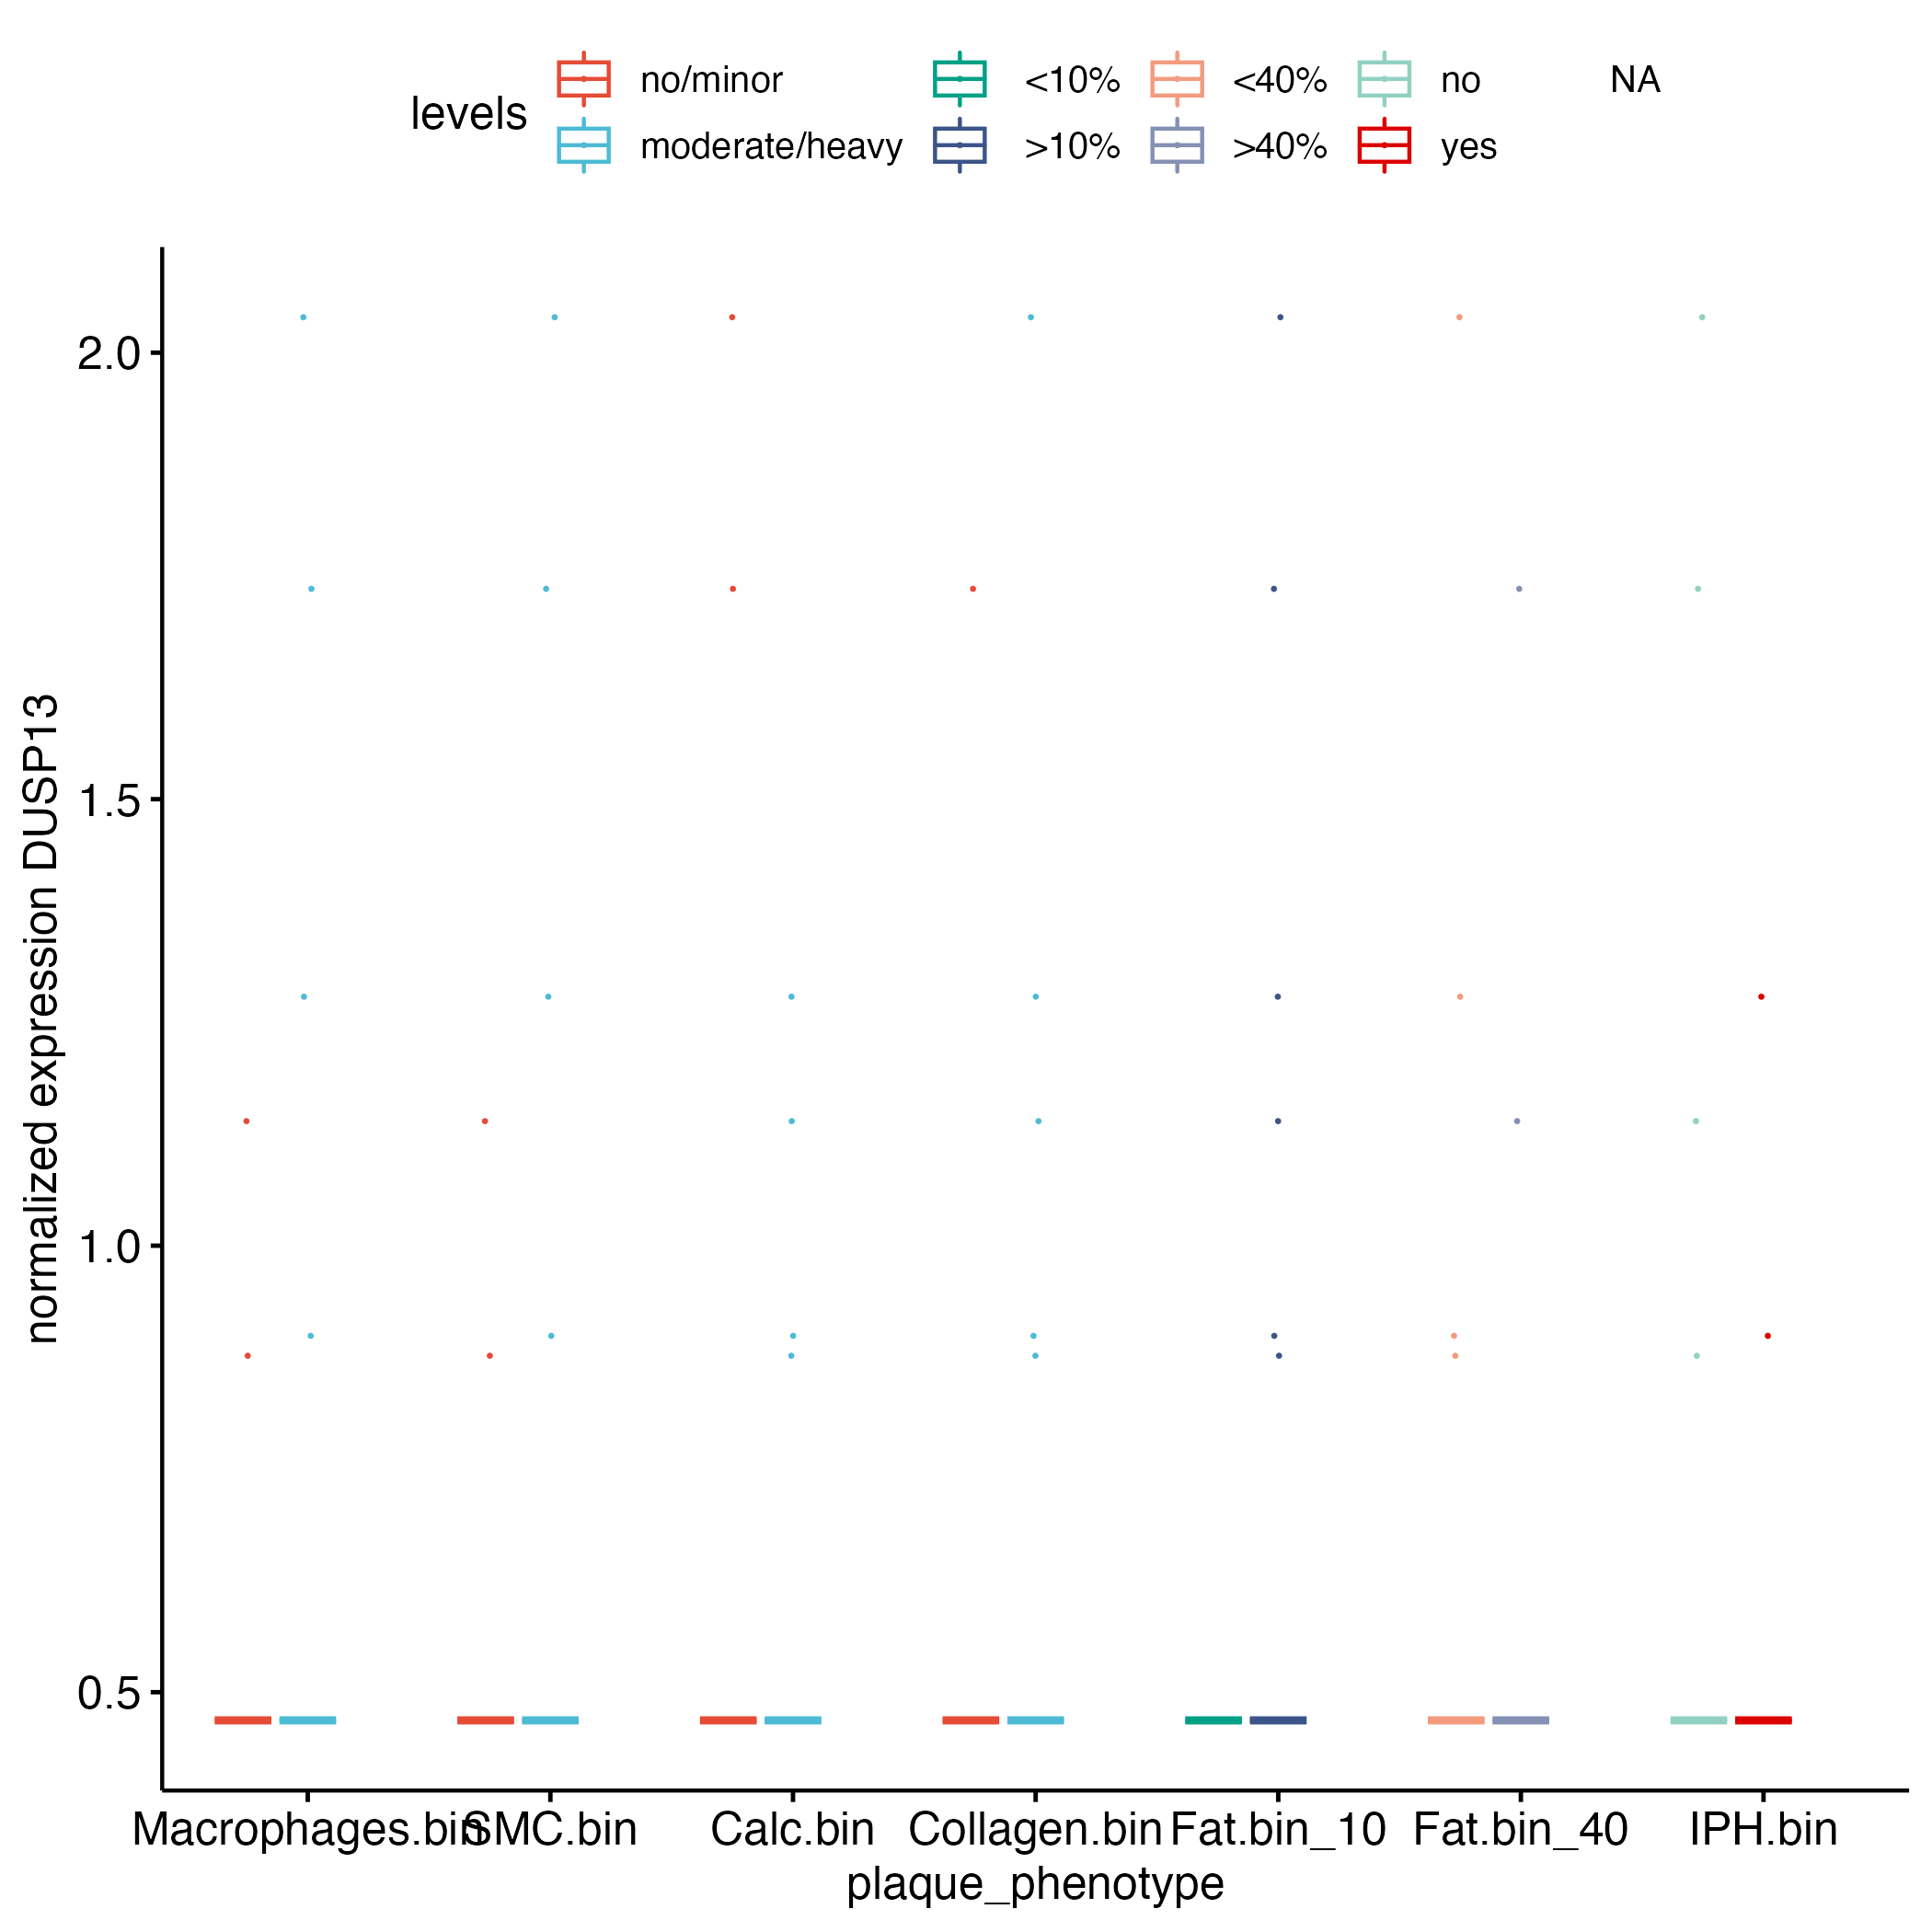 levels
no/minor
<10%
<40%
no
NA
moderate/heavy
>10%
>40%
yes
normalized expression DUSP13
2.0
1.5
1.0
0.5
Macrophages.bin
SMC.bin
Calc.bin
Collagen.bin
Fat.bin_10
Fat.bin_40
IPH.bin
plaque_phenotype